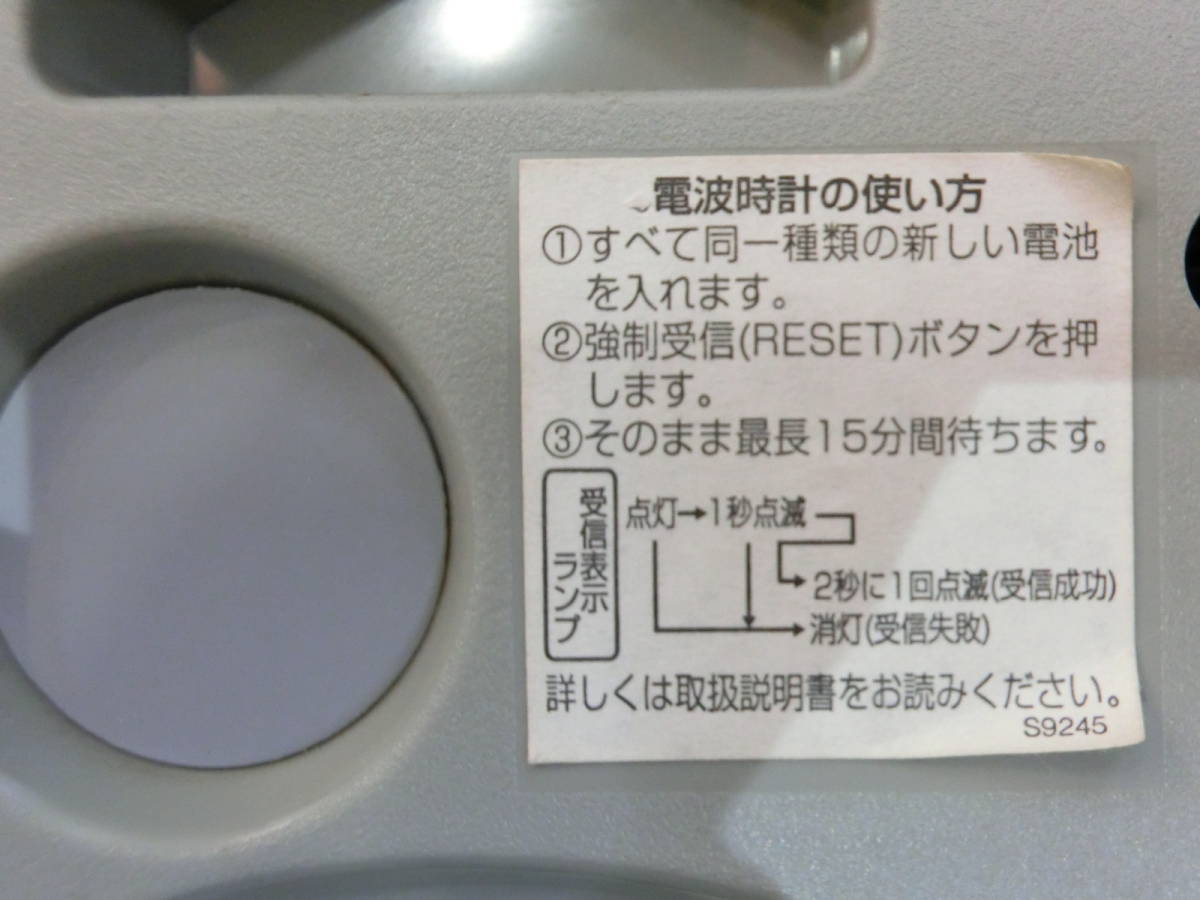 電波時計の使い方
①すべて同一種類の新しい電池
を入れます。
②強制受信(RESET)ボタンを押
します。
③そのまま最長15分間待ちます。
受信表示
ランプ
点灯→1秒点滅
2秒に1回点滅(受信成功)
消灯(受信失敗)
詳しくは取扱説明書をお読みください。
S9245